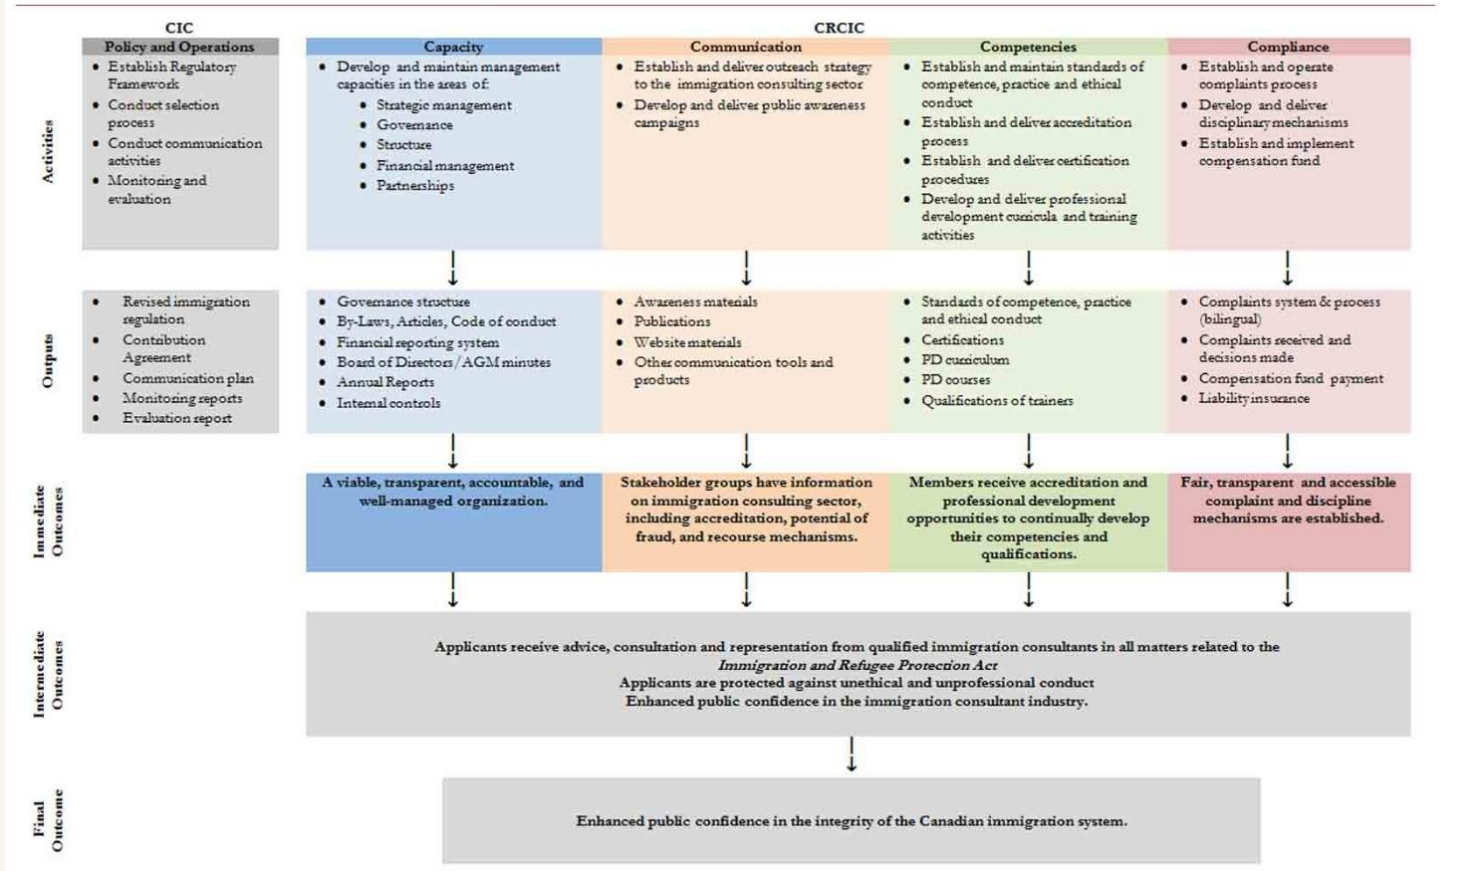 CIC
CRCIC
Policy and Operations
Capacity
Communication
Competencies
Compliance
Activities
• Establish Regulatory
Framework
• Conduct selection
process
• Conduct communication
activities
• Monitoring and
evaluation
• Develop and maintain management
capacities in the areas of:
• Strategic management
• Governance
• Structure
• Financial management
• Partnerships
• Establish and deliver outreach strategy
to the immigration consulting sector
• Develop and deliver public awareness
campaigns
• Establish and maintain standards of
competence, practice and ethical
conduct
• Establish and deliver accreditation
process
• Establish and deliver certification
procedures
• Develop and deliver professional
development curricula and training
activities
• Establish and operate
complaints process
• Develop and deliver
disciplinary mechanisms
• Establish and implement
compensation fund
Outputs
• Revised immigration
regulation
• Contribution
Agreement
• Communication plan
• Monitoring reports
• Evaluation report
• Governance structure
• By-Laws, Articles, Code of conduct
• Financial reporting system
• Board of Directors/AGM minutes
• Annual Reports
• Internal controls
• Awareness materials
• Publications
• Website materials
• Other communication tools and
products
• Standards of competence, practice
and ethical conduct
• Certifications
• PD curriculum
• PD courses
• Qualifications of trainers
• Complaints system & process
(bilingual)
• Complaints received and
decisions made
• Compensation fund payment
• Liability insurance
Immediate
Outcomes
A viable, transparent, accountable, and
well-managed organization.
Stakeholder groups have information
on immigration consulting sector,
including accreditation, potential of
fraud, and recourse mechanisms.
Members receive accreditation and
professional development
opportunities to continually develop
their competencies and
qualifications.
Fair, transparent and accessible
complaint and discipline
mechanisms are established.
Intermediate
Outcomes
Applicants receive advice, consultation and representation from qualified immigration consultants in all matters related to the
Immigration and Refugee Protection Act
Applicants are protected against unethical and unprofessional conduct
Enhanced public confidence in the immigration consultant industry.
Final
Outcome
Enhanced public confidence in the integrity of the Canadian immigration system.